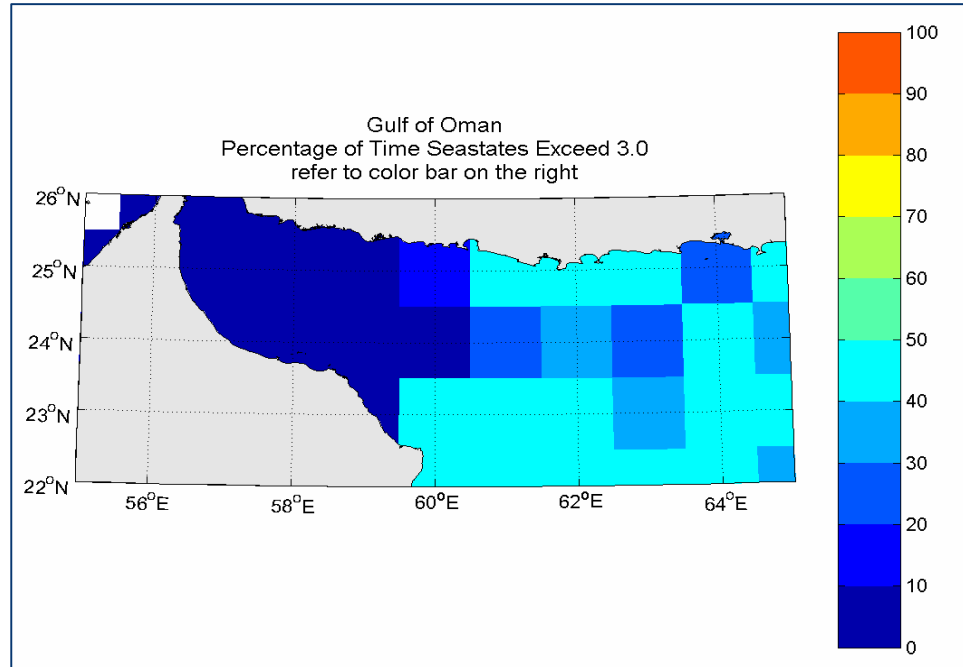 Gulf of Oman
Percentage of Time Seastates Exceed 3.0
refer to color bar on the right
26°N
25°N
24°N
23°N
22°N
56°E
58°E
60°E
62°E
64°E
100
90
80
70
60
50
40
30
20
10
0